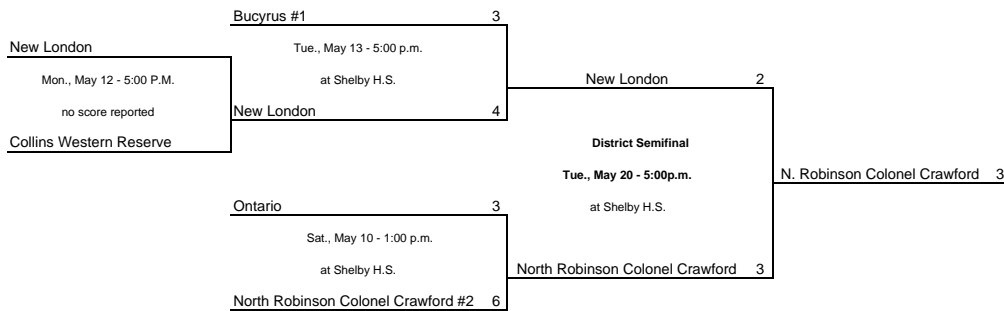 Bucyrus #1 3
New London
Tue., May 13 - 5:00 p.m.
Mon., May 12 - 5:00 P.M.
at Shelby H.S.
New London 2
no score reported
New London 4
Collins Western Reserve
District Semifinal
Tue., May 20 - 5:00p.m.
N. Robinson Colonel Crawford 3
Ontario 3
at Shelby H.S.
Sat., May 10 - 1:00 p.m.
at Shelby H.S.
North Robinson Colonel Crawford 3
North Robinson Colonel Crawford #2 6